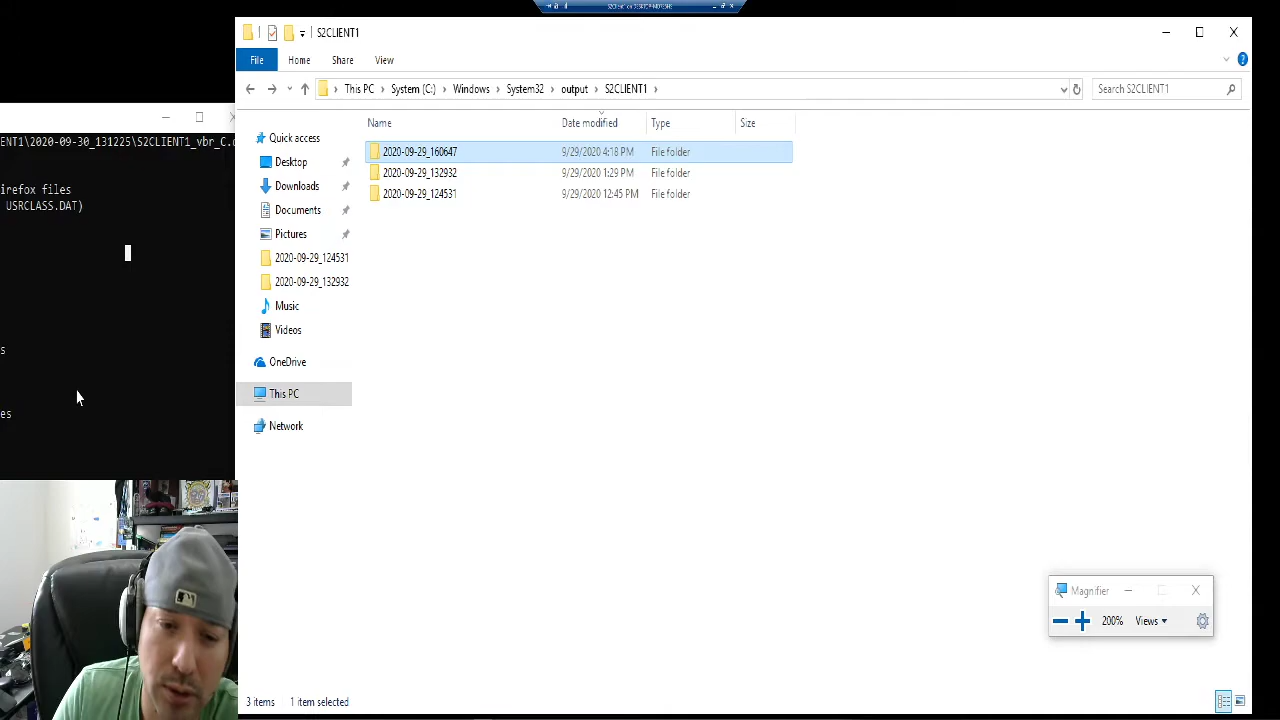 S2Client1 on DESKTOP-
S2CLIENT1
File
Home
Share
View
This PC
System (C:)
Windows
System32
output
S2CLIENT1
Search S2CLIENT1
Name
Date modified
Type
Size
Quick access
Desktop
Downloads
Documents
Pictures
2020-09-29_124531
2020-09-29_132932
Music
Videos
OneDrive
This PC
Network
2020-09-29_160647 9/29/2020 4:18 PM File folder
2020-09-29_132932 9/29/2020 1:29 PM File folder
2020-09-29_124531 9/29/2020 12:45 PM File folder
ENT1\2020-09-30_131225\S2CLIENT1_vbr_C.
irefox files
USRCLASS.DAT)
s
es
Magnifier
200%
Views
3 items
1 item selected